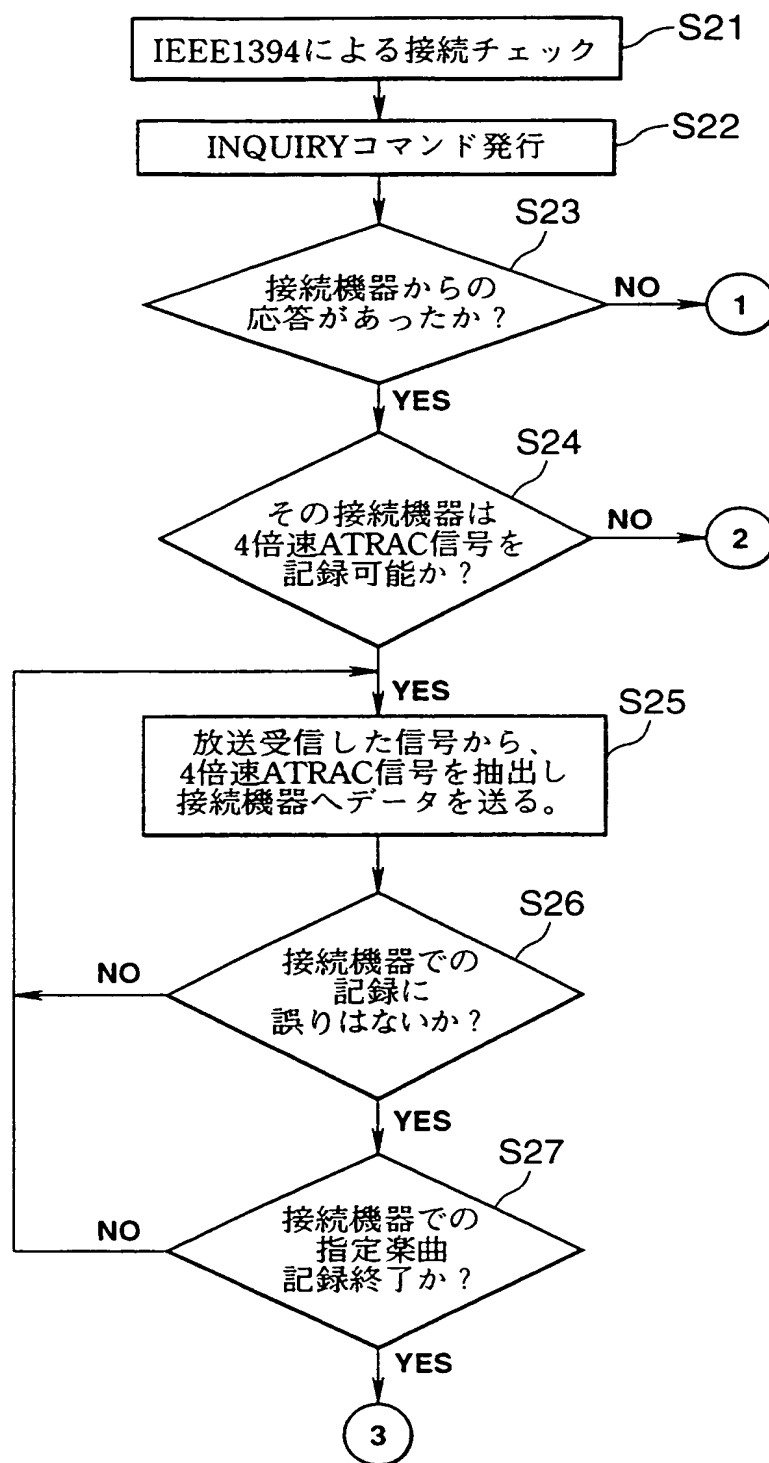 IEEE1394による接続チェック
S21
INQUIRYコマンド発行
S22
S23
接続機器からの
応答があったか?
NO
1
YES
S24
その接続機器は
4倍速ATRAC信号を
記録可能か?
NO
2
YES
S25
放送受信した信号から、
4倍速ATRAC信号を抽出し
接続機器へデータを送る。
S26
接続機器での
記録に
誤りはないか?
NO
YES
S27
接続機器での
指定楽曲
記録終了か?
NO
YES
3